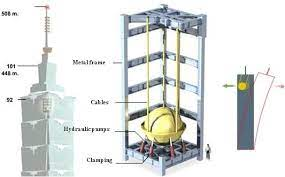 508 m.
101
448 m.
92
Metal frame
Cables
Hydraulic pumps
Clamping